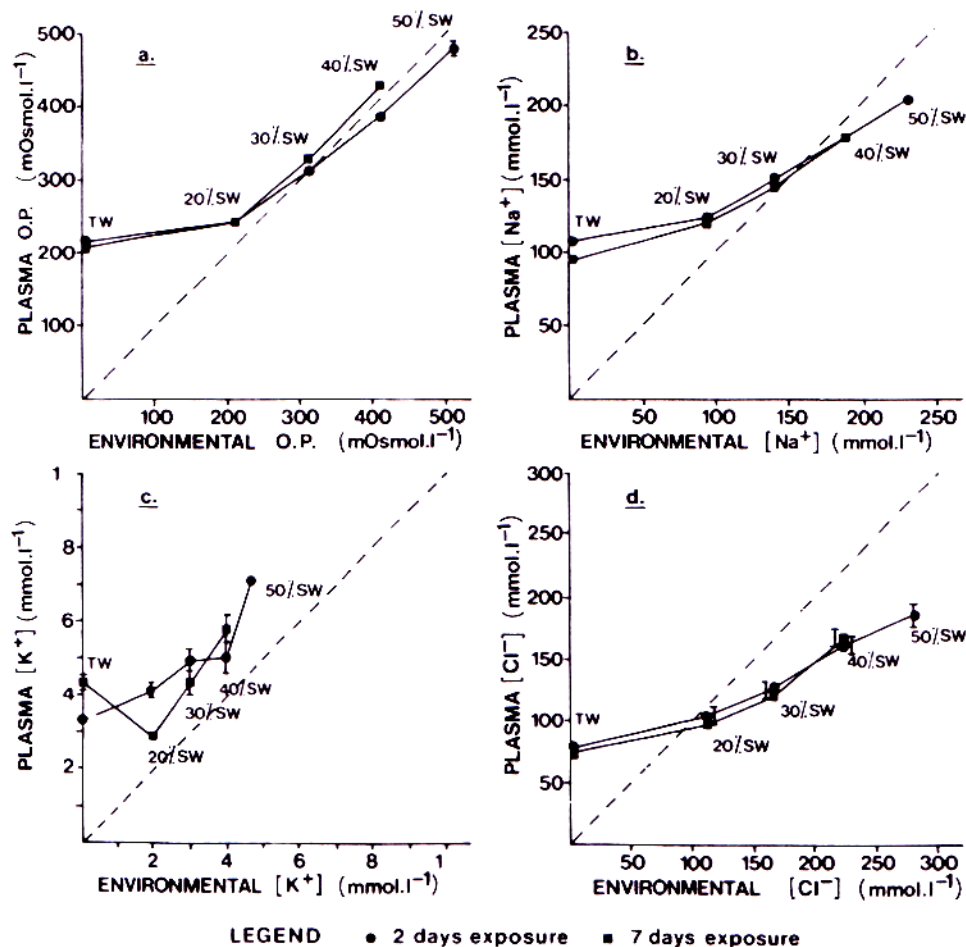 a.
PLASMA O.P. (mOsmol.l⁻¹)
500
400
300
200
100
TW
20%SW
30%SW
40%SW
50%SW
100 200 300 400 500
ENVIRONMENTAL O.P. (mOsmol.l⁻¹)
b.
PLASMA [Na⁺] (mmol.l⁻¹)
250
200
150
100
50
TW
20%SW
30%SW
40%SW
50%SW
50 100 150 200 250
ENVIRONMENTAL [Na⁺] (mmol.l⁻¹)
c.
PLASMA [K⁺] (mmol.l⁻¹)
1
8
6
4
2
TW
20%SW
30%SW
40%SW
50%SW
2 4 6 8 10
ENVIRONMENTAL [K⁺] (mmol.l⁻¹)
d.
PLASMA [Cl⁻] (mmol.l⁻¹)
300
250
200
150
100
50
TW
20%SW
30%SW
40%SW
50%SW
50 100 150 200 250 300
ENVIRONMENTAL [Cl⁻] (mmol.l⁻¹)
LEGEND ● 2 days exposure ■ 7 days exposure